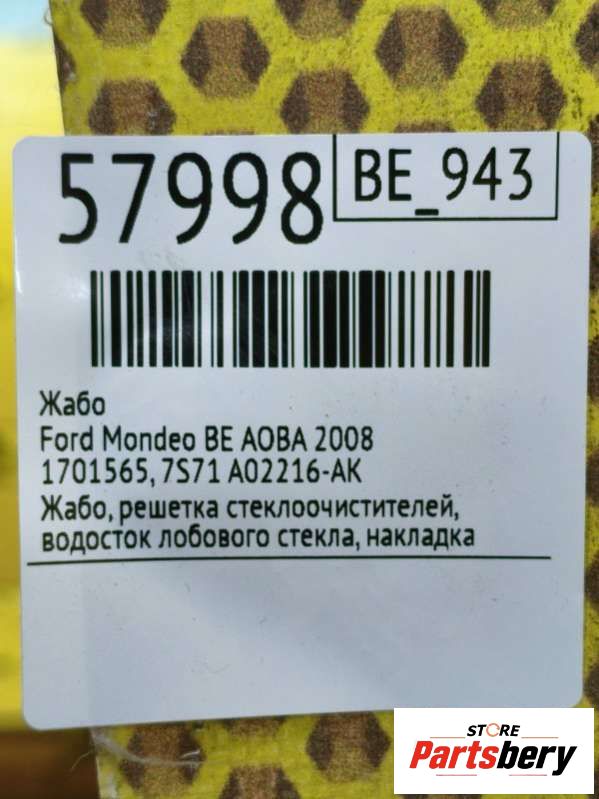 57998
BE_943
Жабо
Ford Mondeo BE AOBA 2008
1701565, 7S71 A02216-AK
Жабо, решетка стеклоочистителей,
водосток лобового стекла, накладка
STORE
Partsbery